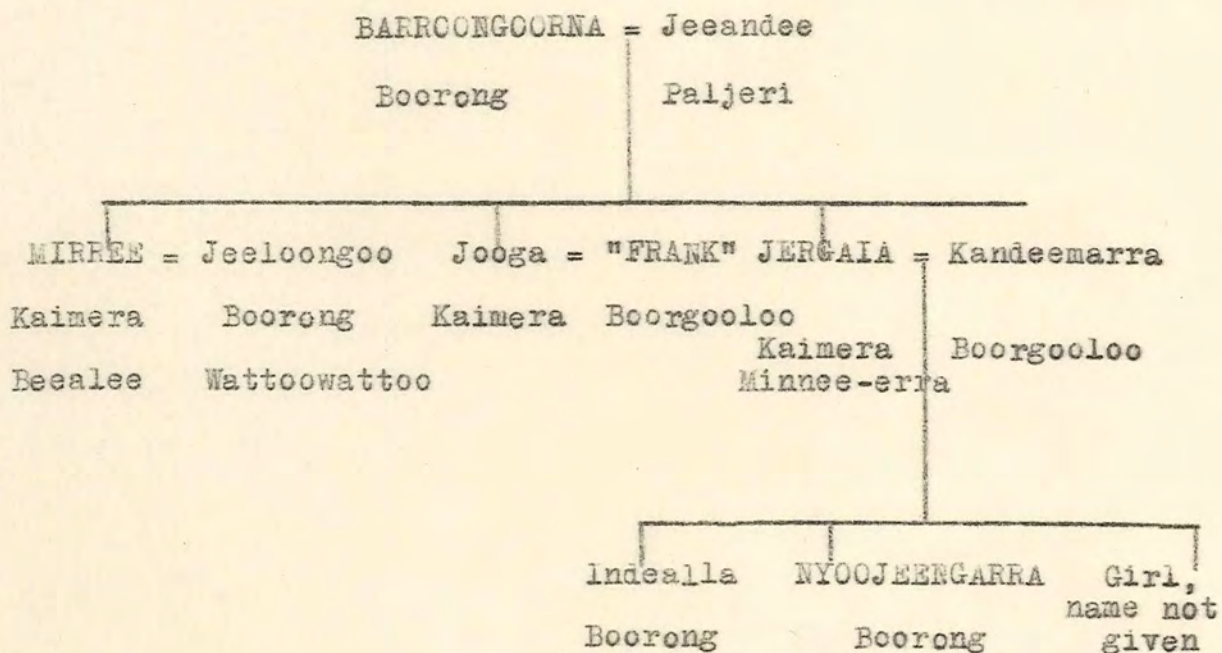 BARROONGOORNA = Jeeandee
Boorong Paljeri
MIRREE = Jeeloongoo Jooga = "FRANK" JERGAIA = Kandeemarra
Kaimera Boorong Kaimera Boorgooloo
Kaimera Boorgooloo
Beealee Wattoowattoo Minnee-erra
Indealla NYOOJEENGARRA Girl,
name not
Boorong Boorong given